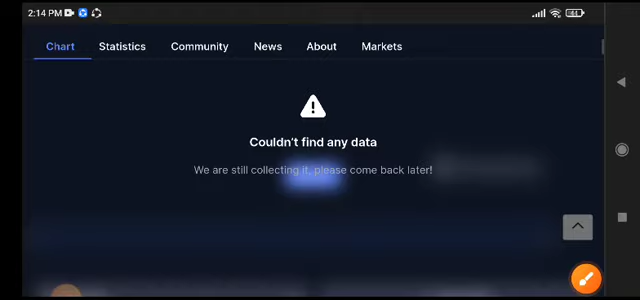 2:14 PM
Chart Statistics Community News About Markets
Couldn't find any data
We are still collecting it, please come back later!